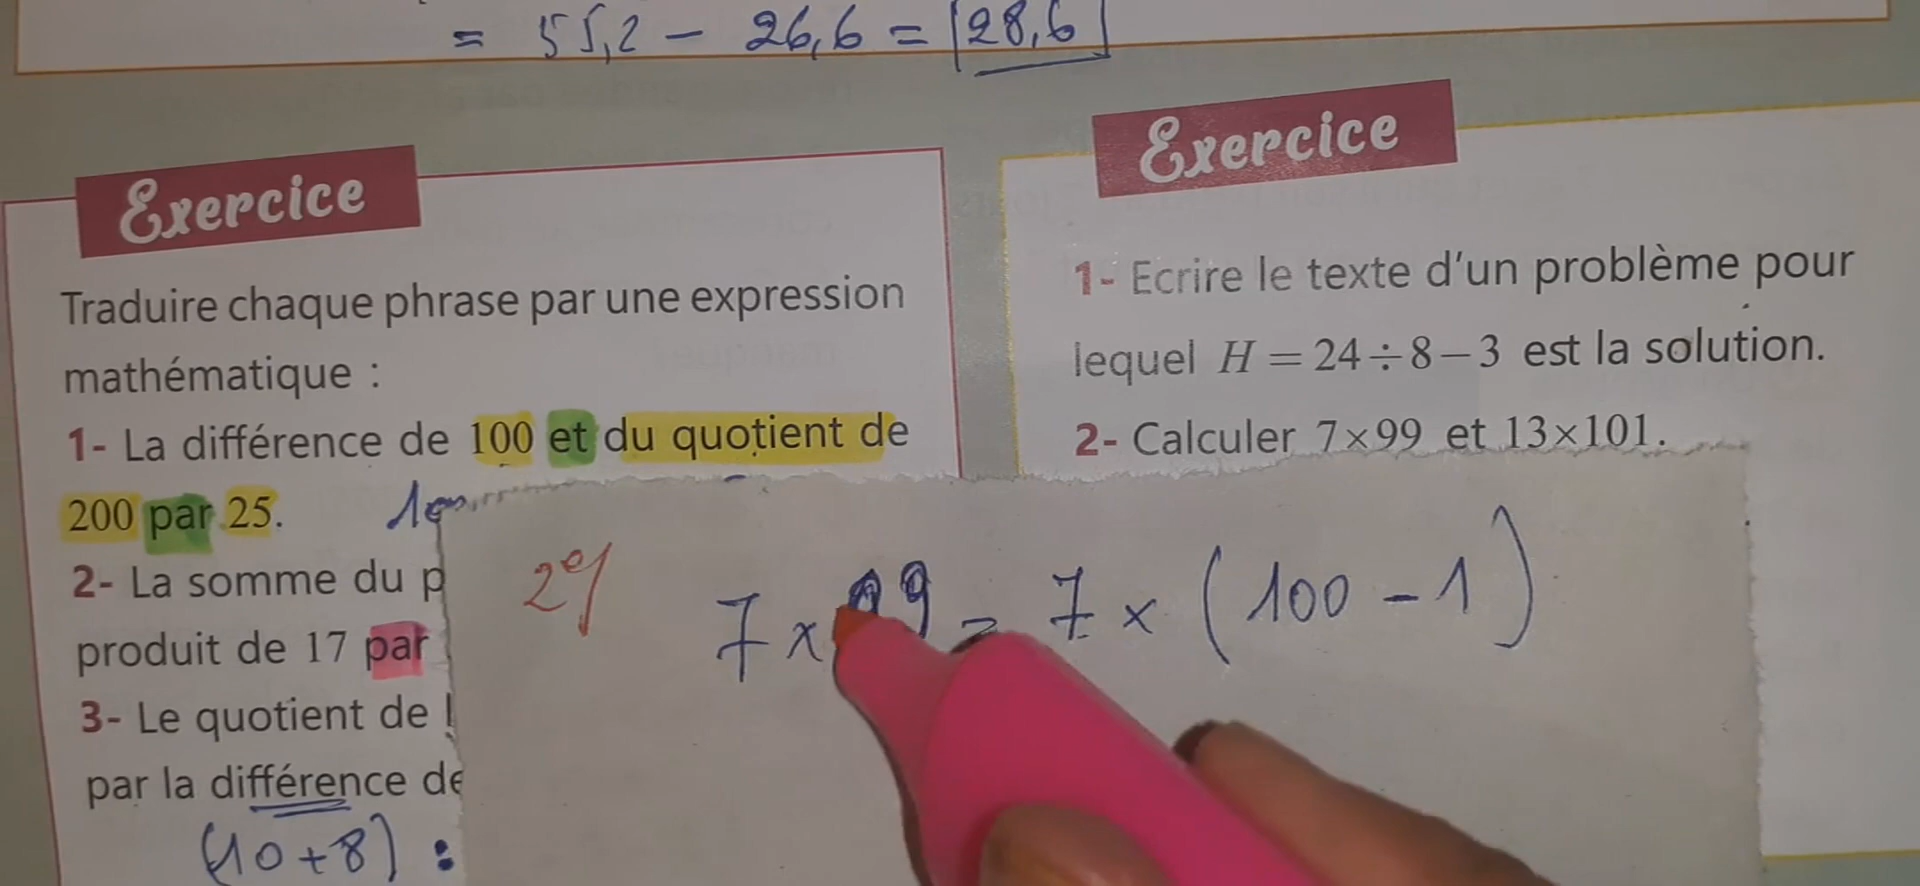 = 55,2 - 26,6 = 28,6
Exercice
Traduire chaque phrase par une expression
mathématique :
1- La différence de 100 et du quotient de
200 par 25.
2- La somme du p
produit de 17 par
3- Le quotient de
par la différence de
(10+8) :
Exercice
1- Ecrire le texte d'un problème pour
lequel H = 24 ÷ 8 – 3 est la solution.
2- Calculer 7×99 et 13×101.
2°/ 7 × 99 = 7 × (100 - 1)